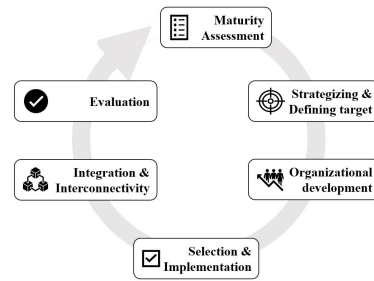 Maturity
Assessment
Strategizing &
Defining target
Organizational
development
Selection &
Implementation
Integration &
Interconnectivity
Evaluation